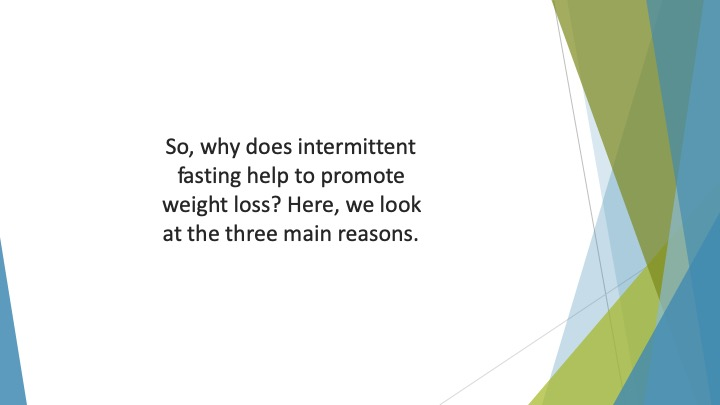 So, why does intermittent
fasting help to promote
weight loss? Here, we look
at the three main reasons.